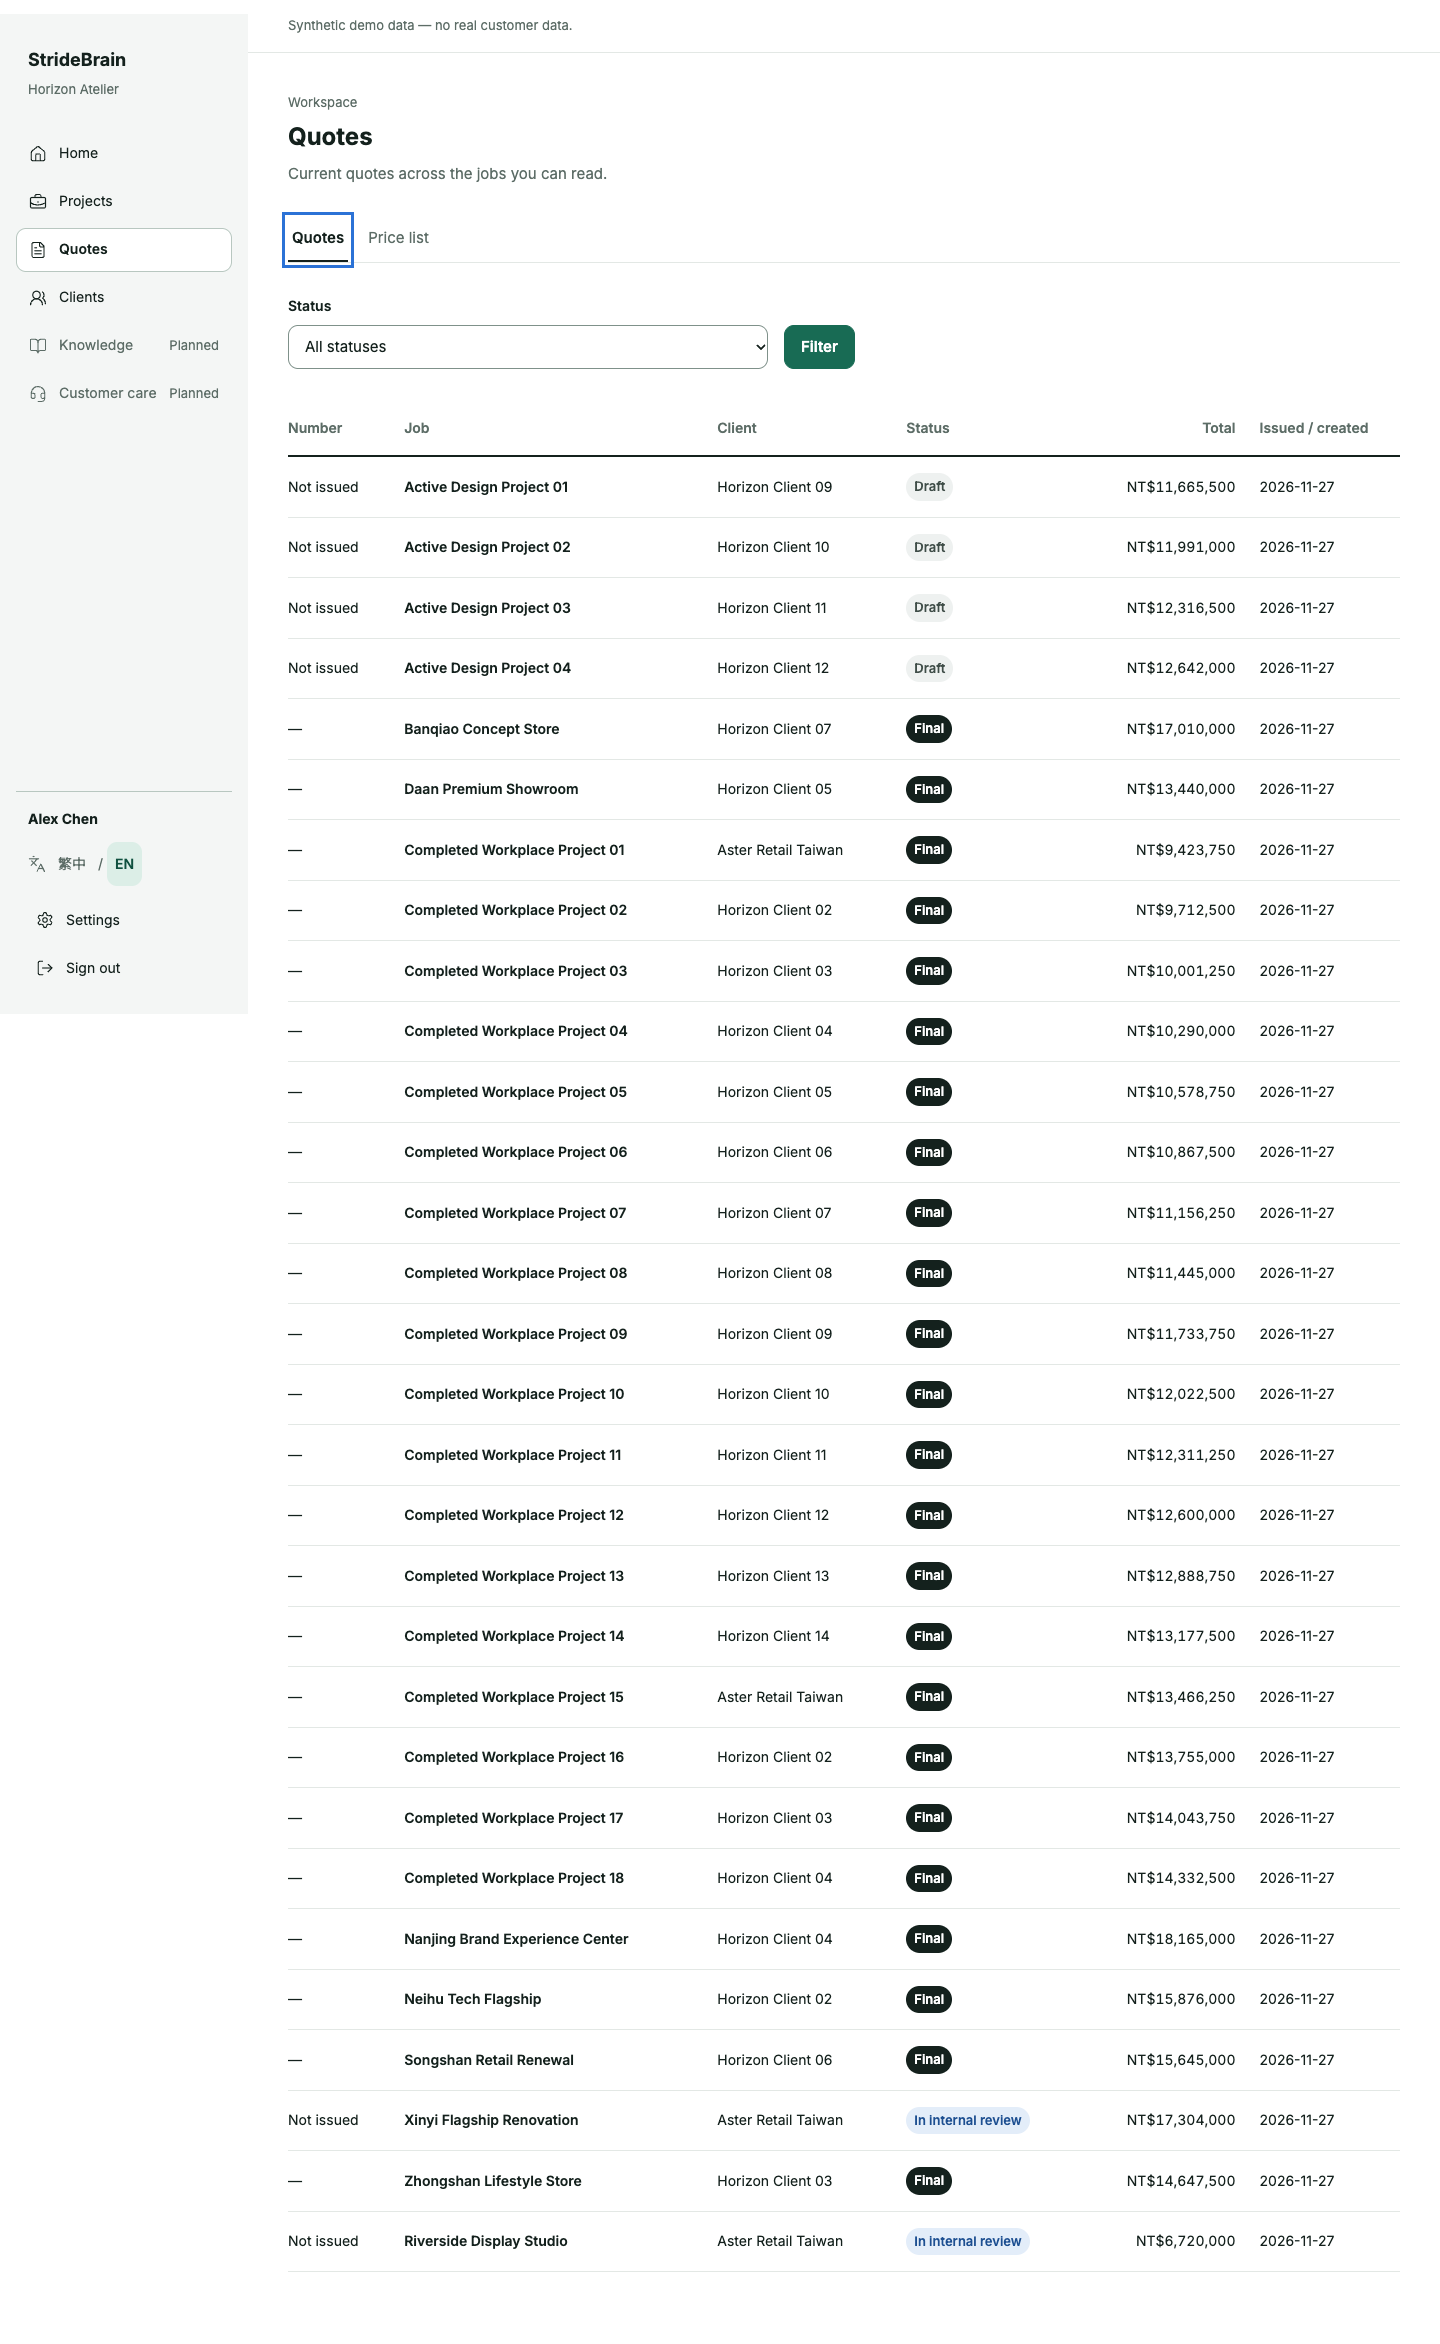 Synthetic demo data — no real customer data.
StrideBrain
Horizon Atelier
Home
Projects
Quotes
Clients
Knowledge Planned
Customer care Planned
Alex Chen
繁中 / EN
Settings
Sign out
Workspace
Quotes
Current quotes across the jobs you can read.
Quotes Price list
Status
All statuses Filter
Number Job Client Status Total Issued / created
Not issued Active Design Project 01 Horizon Client 09 Draft NT$11,665,500 2026-11-27
Not issued Active Design Project 02 Horizon Client 10 Draft NT$11,991,000 2026-11-27
Not issued Active Design Project 03 Horizon Client 11 Draft NT$12,316,500 2026-11-27
Not issued Active Design Project 04 Horizon Client 12 Draft NT$12,642,000 2026-11-27
— Banqiao Concept Store Horizon Client 07 Final NT$17,010,000 2026-11-27
— Daan Premium Showroom Horizon Client 05 Final NT$13,440,000 2026-11-27
— Completed Workplace Project 01 Aster Retail Taiwan Final NT$9,423,750 2026-11-27
— Completed Workplace Project 02 Horizon Client 02 Final NT$9,712,500 2026-11-27
— Completed Workplace Project 03 Horizon Client 03 Final NT$10,001,250 2026-11-27
— Completed Workplace Project 04 Horizon Client 04 Final NT$10,290,000 2026-11-27
— Completed Workplace Project 05 Horizon Client 05 Final NT$10,578,750 2026-11-27
— Completed Workplace Project 06 Horizon Client 06 Final NT$10,867,500 2026-11-27
— Completed Workplace Project 07 Horizon Client 07 Final NT$11,156,250 2026-11-27
— Completed Workplace Project 08 Horizon Client 08 Final NT$11,445,000 2026-11-27
— Completed Workplace Project 09 Horizon Client 09 Final NT$11,733,750 2026-11-27
— Completed Workplace Project 10 Horizon Client 10 Final NT$12,022,500 2026-11-27
— Completed Workplace Project 11 Horizon Client 11 Final NT$12,311,250 2026-11-27
— Completed Workplace Project 12 Horizon Client 12 Final NT$12,600,000 2026-11-27
— Completed Workplace Project 13 Horizon Client 13 Final NT$12,888,750 2026-11-27
— Completed Workplace Project 14 Horizon Client 14 Final NT$13,177,500 2026-11-27
— Completed Workplace Project 15 Aster Retail Taiwan Final NT$13,466,250 2026-11-27
— Completed Workplace Project 16 Horizon Client 02 Final NT$13,755,000 2026-11-27
— Completed Workplace Project 17 Horizon Client 03 Final NT$14,043,750 2026-11-27
— Completed Workplace Project 18 Horizon Client 04 Final NT$14,332,500 2026-11-27
— Nanjing Brand Experience Center Horizon Client 04 Final NT$18,165,000 2026-11-27
— Neihu Tech Flagship Horizon Client 02 Final NT$15,876,000 2026-11-27
— Songshan Retail Renewal Horizon Client 06 Final NT$15,645,000 2026-11-27
Not issued Xinyi Flagship Renovation Aster Retail Taiwan In internal review NT$17,304,000 2026-11-27
— Zhongshan Lifestyle Store Horizon Client 03 Final NT$14,647,500 2026-11-27
Not issued Riverside Display Studio Aster Retail Taiwan In internal review NT$6,720,000 2026-11-27